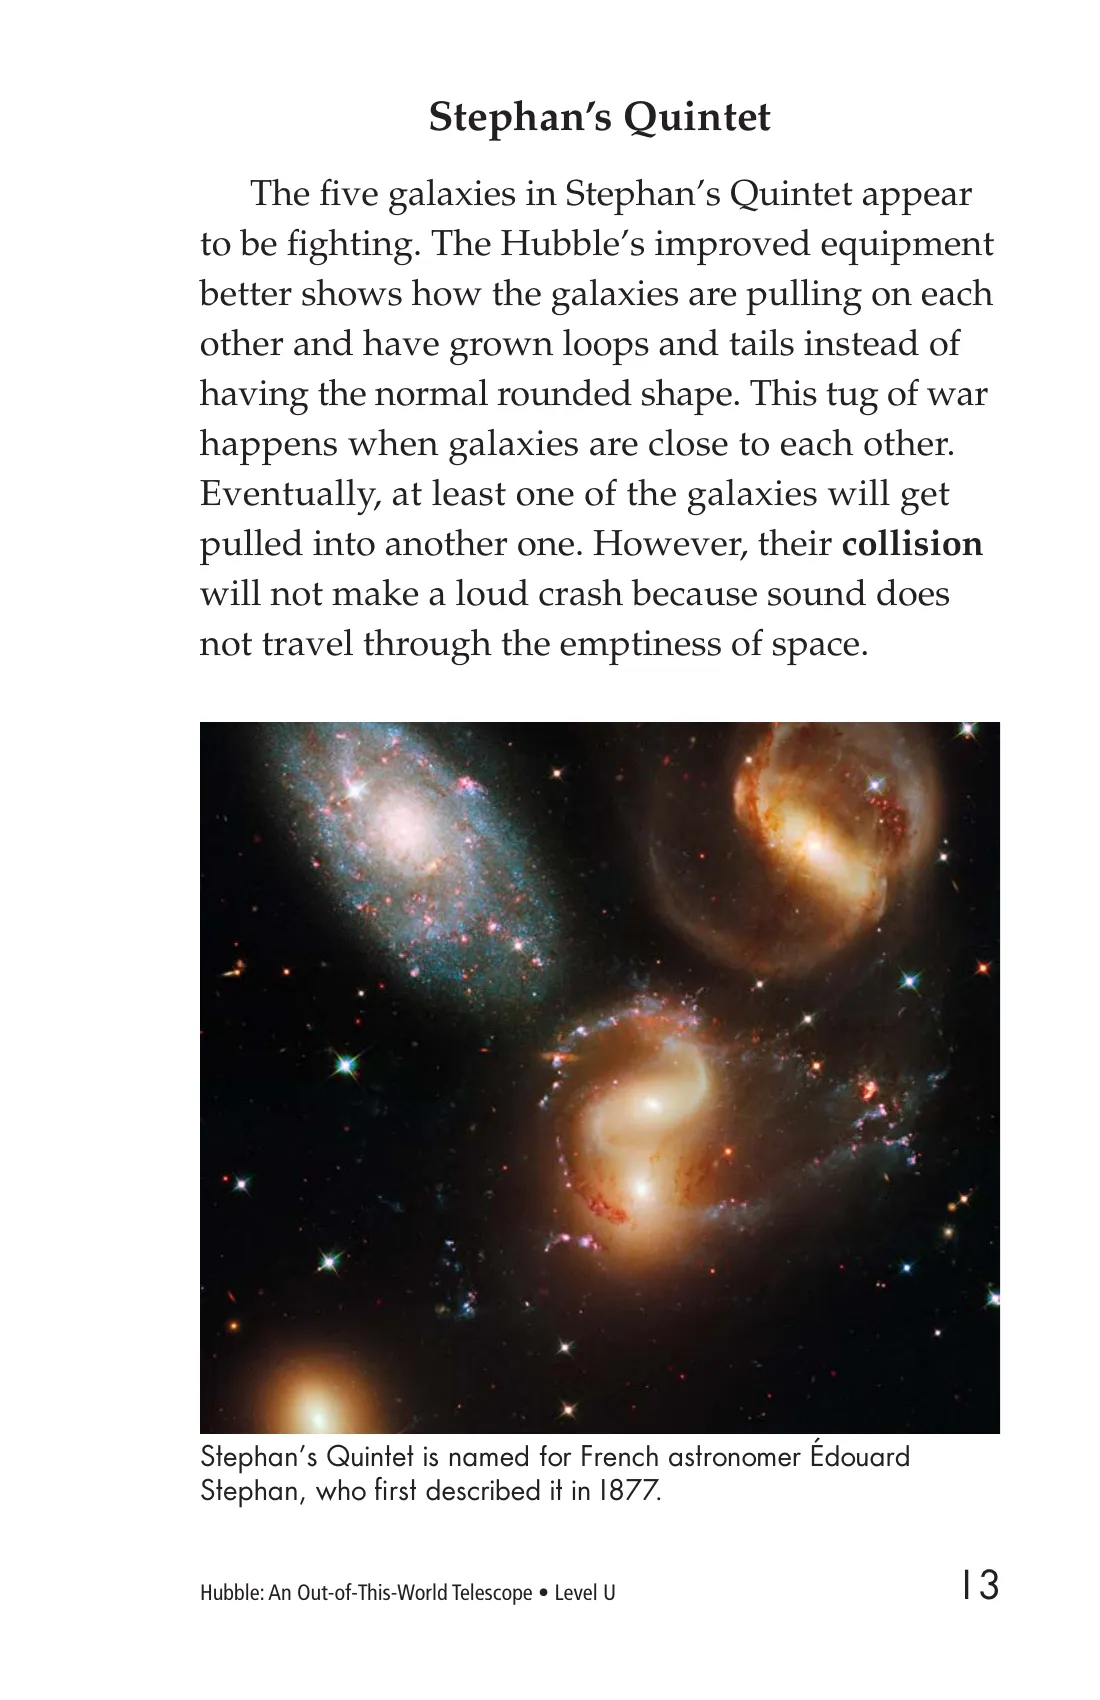 Stephan’s Quintet
The five galaxies in Stephan’s Quintet appear
to be fighting. The Hubble’s improved equipment
better shows how the galaxies are pulling on each
other and have grown loops and tails instead of
having the normal rounded shape. This tug of war
happens when galaxies are close to each other.
Eventually, at least one of the galaxies will get
pulled into another one. However, their collision
will not make a loud crash because sound does
not travel through the emptiness of space.
Stephan’s Quintet is named for French astronomer Édouard
Stephan, who first described it in 1877.
Hubble: An Out-of-This-World Telescope • Level U
13